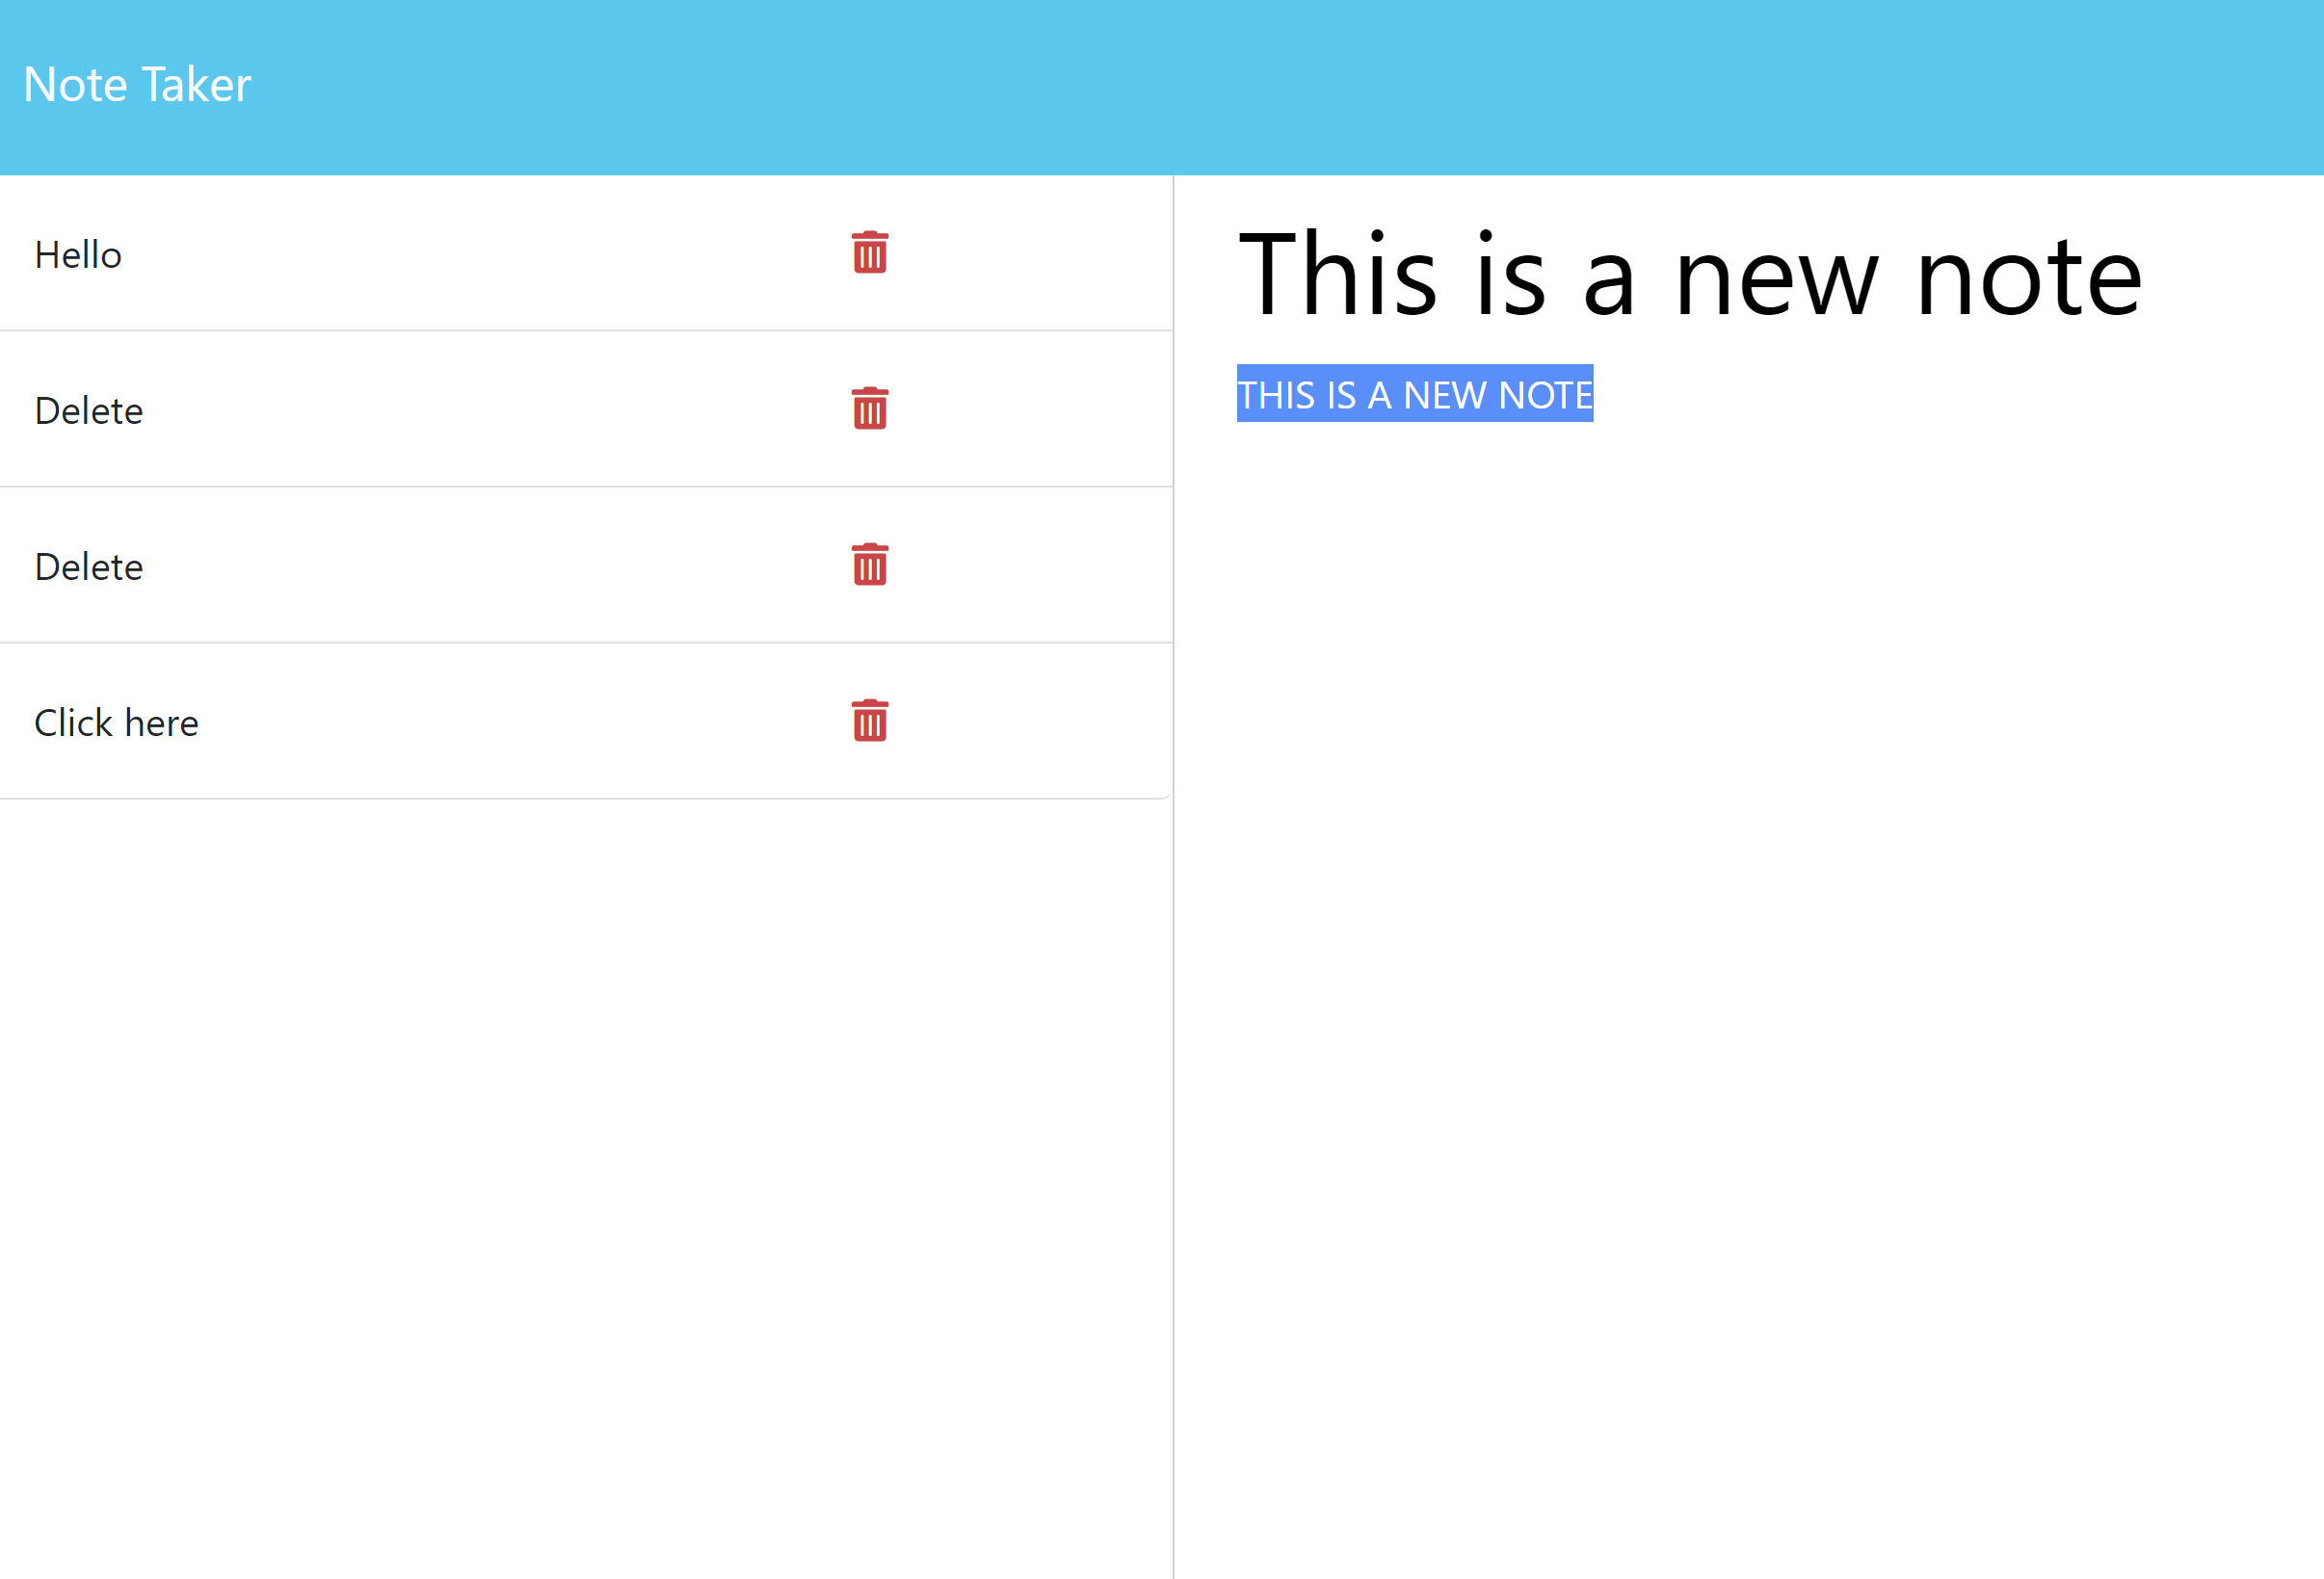 Note Taker
Hello
Delete
Delete
Click here
This is a new note
THIS IS A NEW NOTE